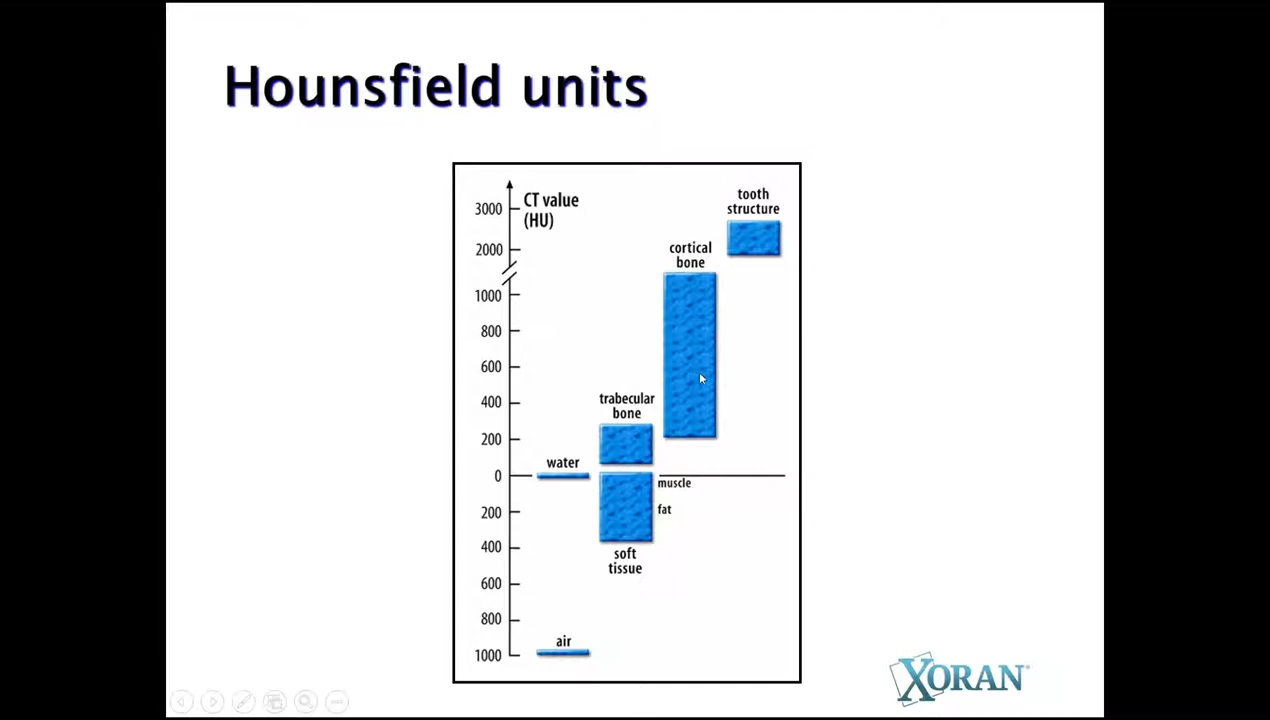 Hounsfield units
CT value
(HU)
3000
2000
1000
800
600
400
200
0
200
400
600
800
1000
tooth
structure
cortical
bone
trabecular
bone
water
muscle
fat
soft
tissue
air
XORAN